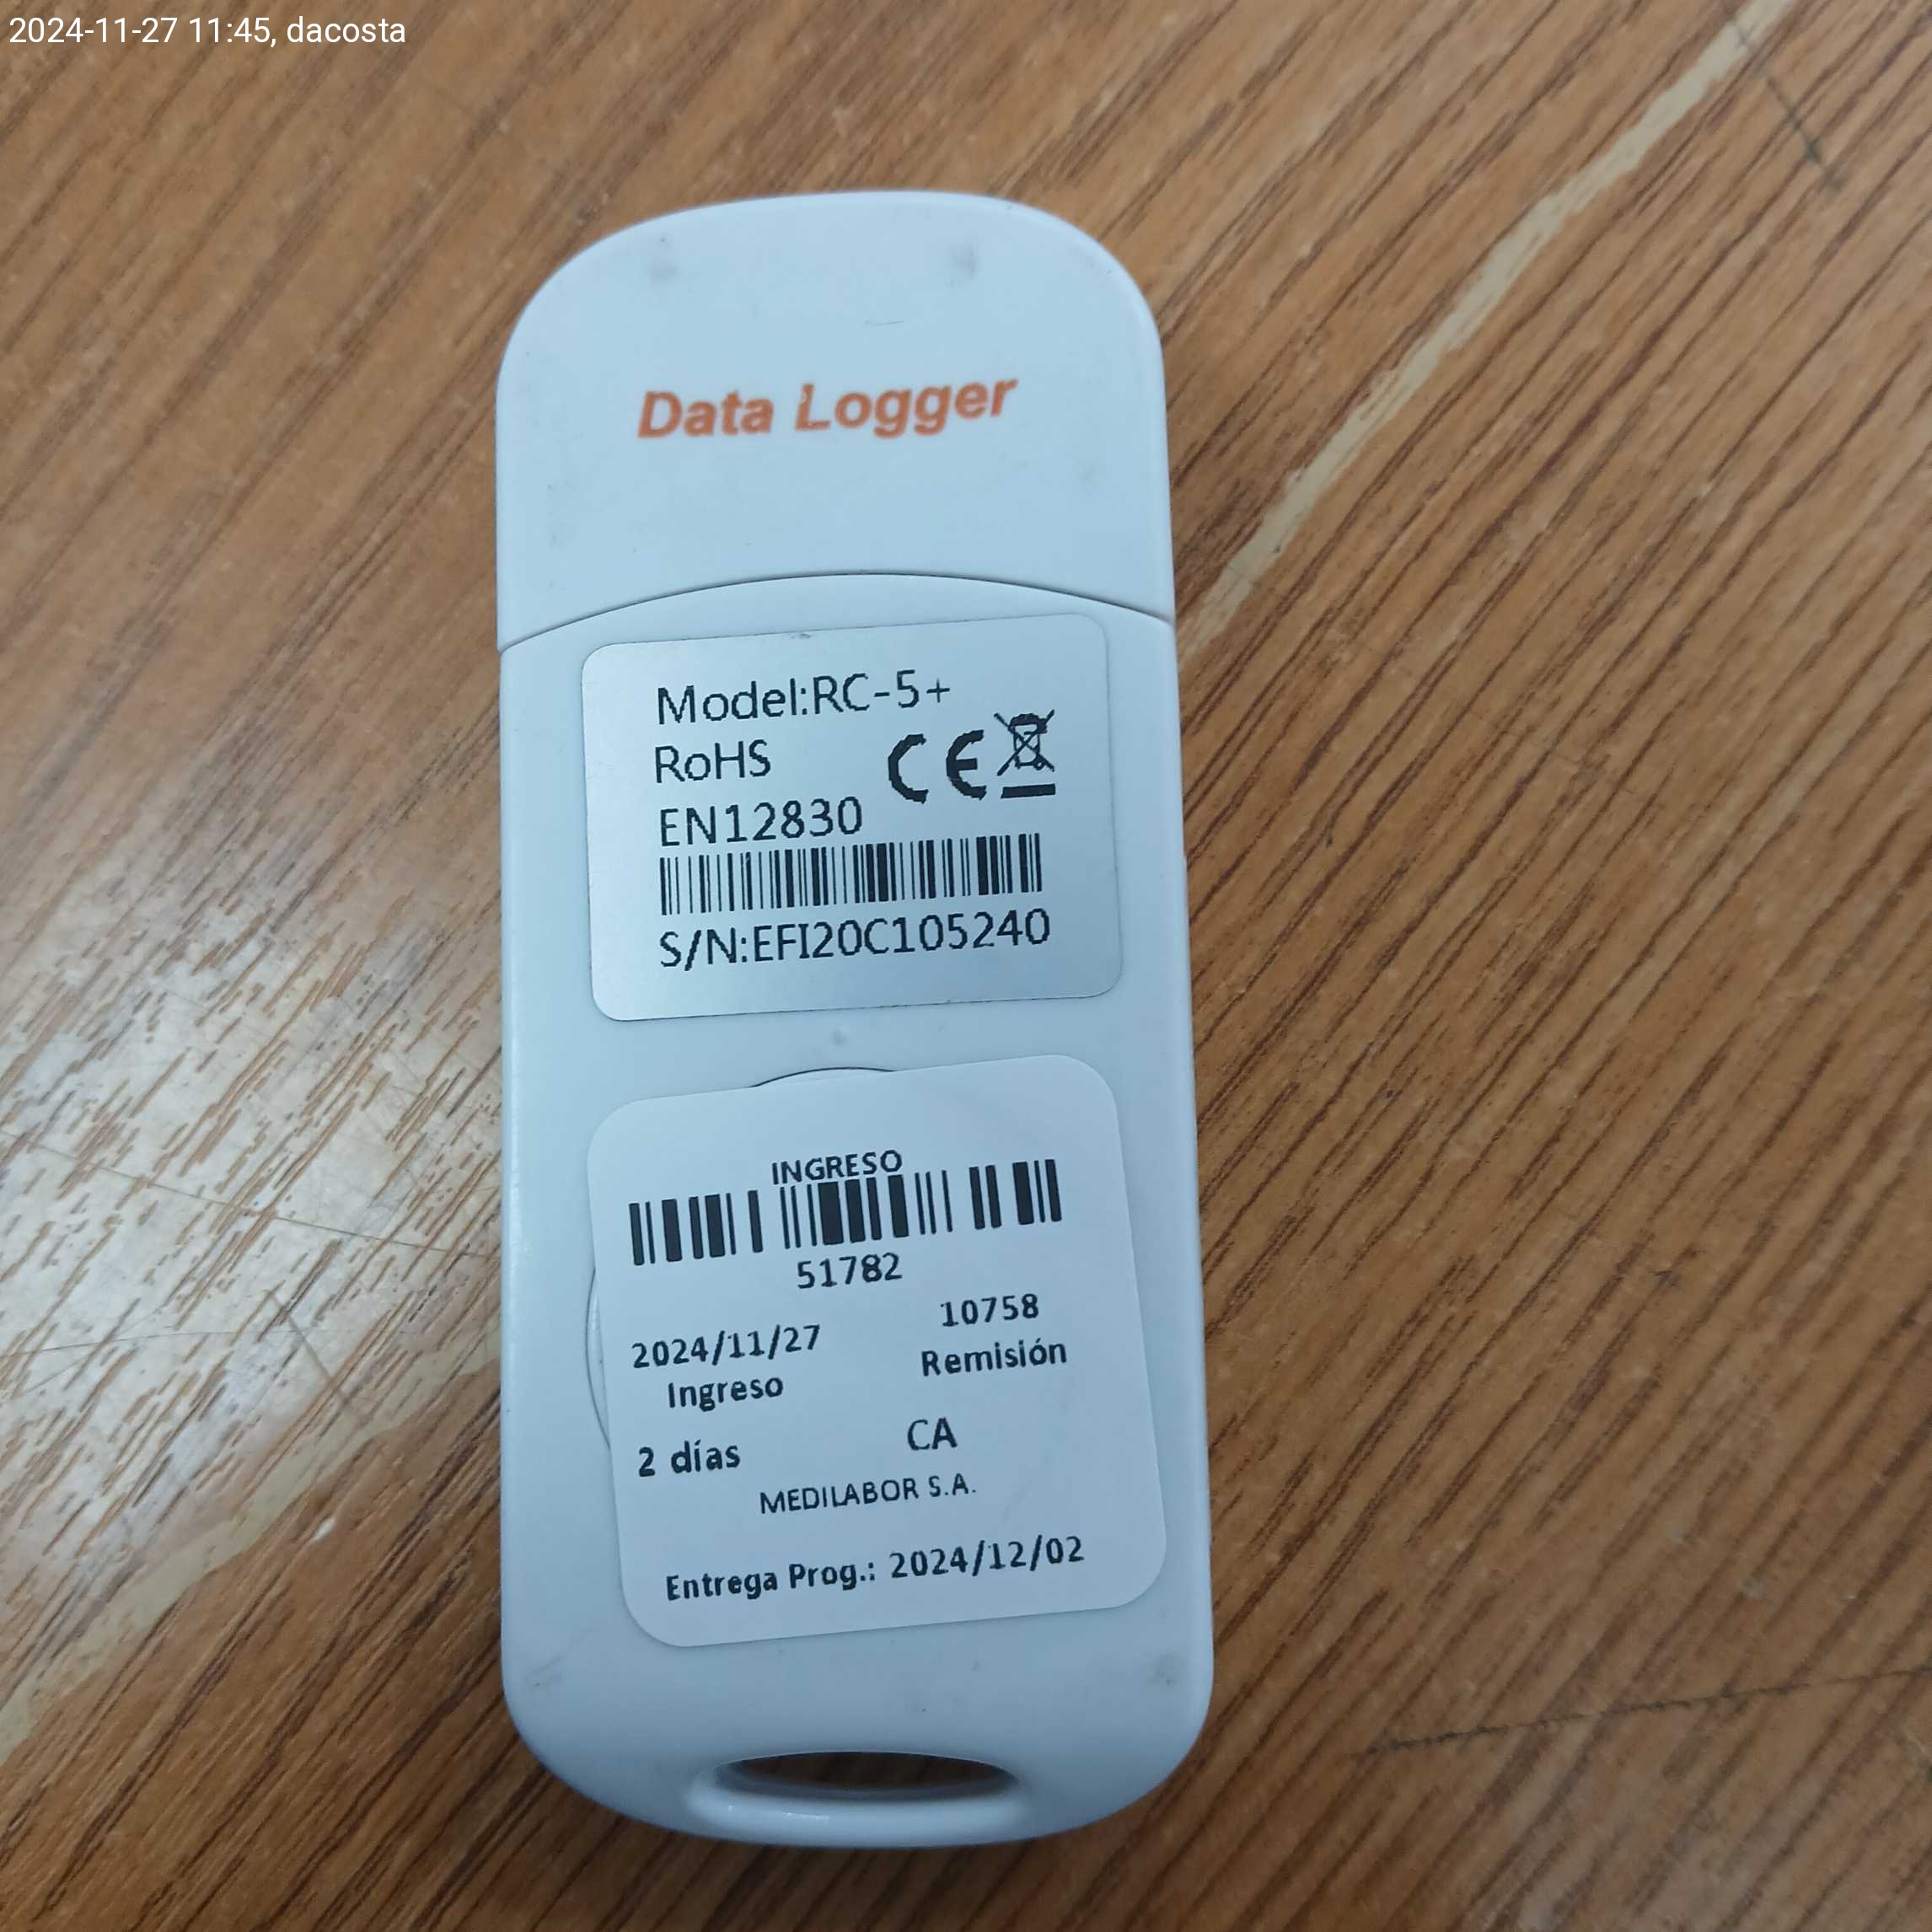 2024-11-27 11:45, dacosta
Data Logger
Model:RC-5+
RoHS
CE
EN12830
S/N:EFI20C105240
INGRESO
51782
2024/11/27 10758
Ingreso Remisión
2 días CA
MEDILABOR S.A.
Entrega Prog.: 2024/12/02